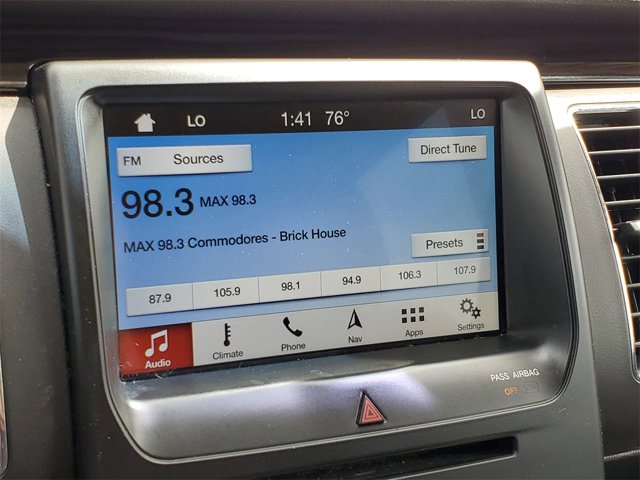 LO 1:41 76° LO
FM Sources Direct Tune
98.3 MAX 98.3
MAX 98.3 Commodores - Brick House
Presets
87.9 105.9 98.1 94.9 106.3 107.9
Audio Climate Phone Nav Apps Settings
PASS AIRBAG
OFF